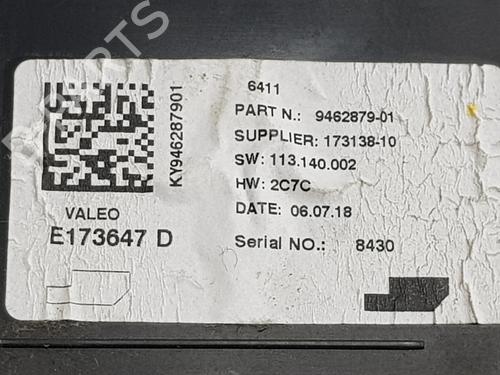 6411
PART N.: 9462879-01
SUPPLIER: 173138-10
SW: 113.140.002
HW: 2C7C
DATE: 06.07.18
Serial NO.: 8430
KY946287901
VALEO
E173647 D
B-PARTS